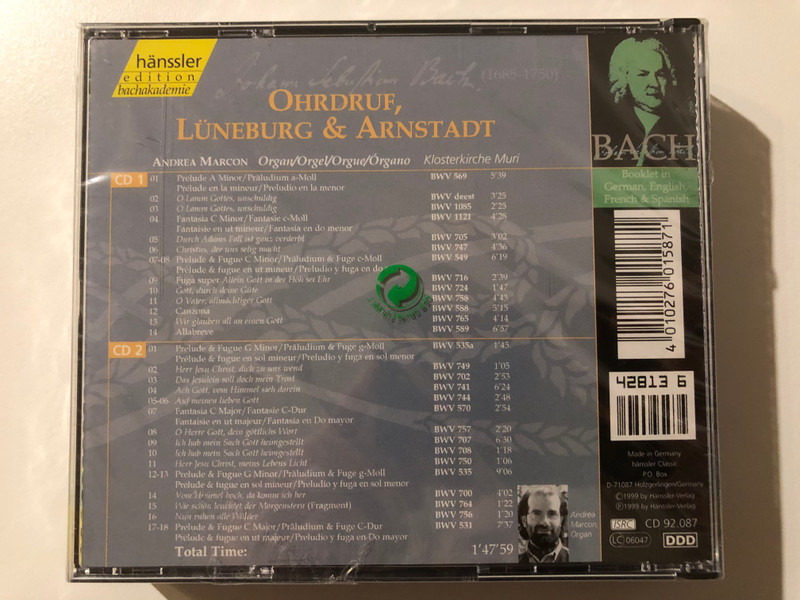 hänssler
edition
bachakademie
Johann Sebastian Bach. (1685-1750)
OHRDRUF,
LÜNEBURG & ARNSTADT
ANDREA MARCON Organ/Orgel/Orgue/Órgano Klosterkirche Muri
BACH
Booklet in
German, English,
French & Spanish
CD 1 01 Prelude A Minor/Präludium a-Moll BWV 569 5'39
Prélude en la mineur/Preludio en la menor
02 O Lamm Gottes, unschuldig BWV deest 3'25
03 O Lamm Gottes, unschuldig BWV 1085 2'25
04 Fantasia C Minor/Fantasie c-Moll BWV 1121 4'28
Fantaisie en ut mineur/Fantasia en do menor
05 Durch Adams Fall ist ganz verderbt BWV 705 3'02
06 Christus, der uns selig macht BWV 747 4'36
07-08 Prelude & Fugue C Minor/Präludium & Fuge c-Moll BWV 549 6'19
Prélude & fugue en ut mineur/Preludio y fuga en do
09 Fuga super Allein Gott in der Höh sei Ehr BWV 716 2'39
10 Gott, durch deine Güte BWV 724 1'47
11 O Vater, allmächtiger Gott BWV 758 4'43
12 Canzona BWV 588 5'15
13 Wir glauben all an einen Gott BWV 765 4'14
14 Allabreve BWV 589 6'57
CD 2 01 Prelude & Fugue G Minor/Präludium & Fuge g-Moll BWV 535a 1'45
Prélude & fugue en sol mineur/Preludio y fuga en sol menor
02 Herr Jesu Christ, dich zu uns wend BWV 749 1'05
03 Das Jesulein soll doch mein Trost BWV 702 2'53
04 Ach Gott, vom Himmel sieh darein BWV 741 6'24
05-06 Auf meinen lieben Gott BWV 744 2'48
07 Fantasia C Major/Fantasie C-Dur BWV 570 2'54
Fantaisie en ut majeur/Fantasia en Do mayor
08 O Herre Gott, dein göttlichs Wort BWV 757 2'20
09 Ich hab mein Sach Gott heimgestellt BWV 707 6'30
10 Ich hab mein Sach Gott heimgestellt BWV 708 1'18
11 Herr Jesu Christ, meins Lebens Licht BWV 750 1'06
12-13 Prelude & Fugue G Minor/Präludium & Fuge g-Moll BWV 535 9'06
Prélude & fugue en sol mineur/Preludio y fuga en sol menor
14 Vom Himmel hoch, da komm ich her BWV 700 4'02
15 Wie schön leuchtet der Morgenstern (Fragment) BWV 764 1'22
16 Nun ruhen alle Wälder BWV 756 1'20
17-18 Prelude & Fugue C Major/Präludium & Fuge C-Dur BWV 531 7'37
Prélude & fugue en ut majeur/Preludio y fuga en Do mayor
Total Time: 1'47'59
Andrea
Marcon,
Organ
4 010276 015871
42813 6
Made in Germany
hänssler Classic
P.O. Box
D-71087 Holzgerlingen/Germany
©1999 by Hänssler-Verlag
℗1999 by Hänssler-Verlag
ISRC CD 92.087
LC 06047 DDD